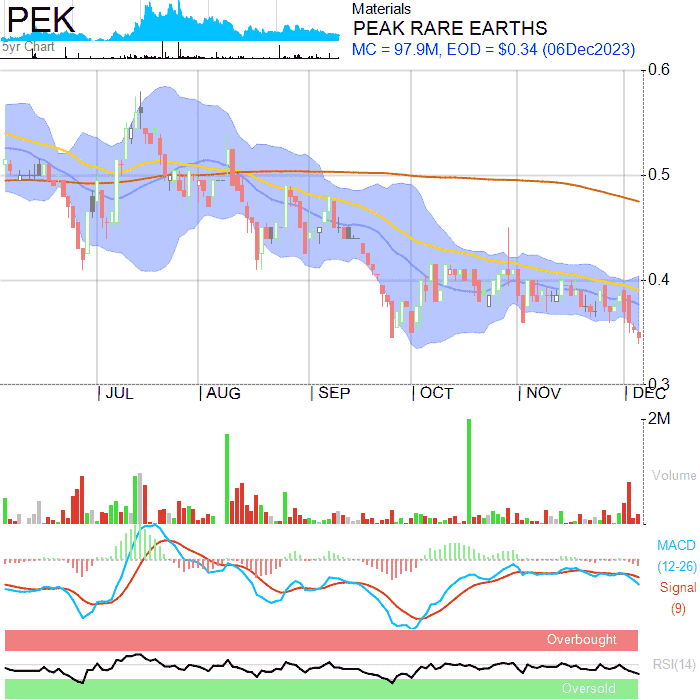 PEK
5yr Chart
Materials
PEAK RARE EARTHS
MC = 97.9M, EOD = $0.34 (06Dec2023)
0.6
0.5
0.4
0.3
JUL
AUG
SEP
OCT
NOV
DEC
2M
Volume
MACD
(12-26)
Signal
(9)
Overbought
RSI(14)
Oversold